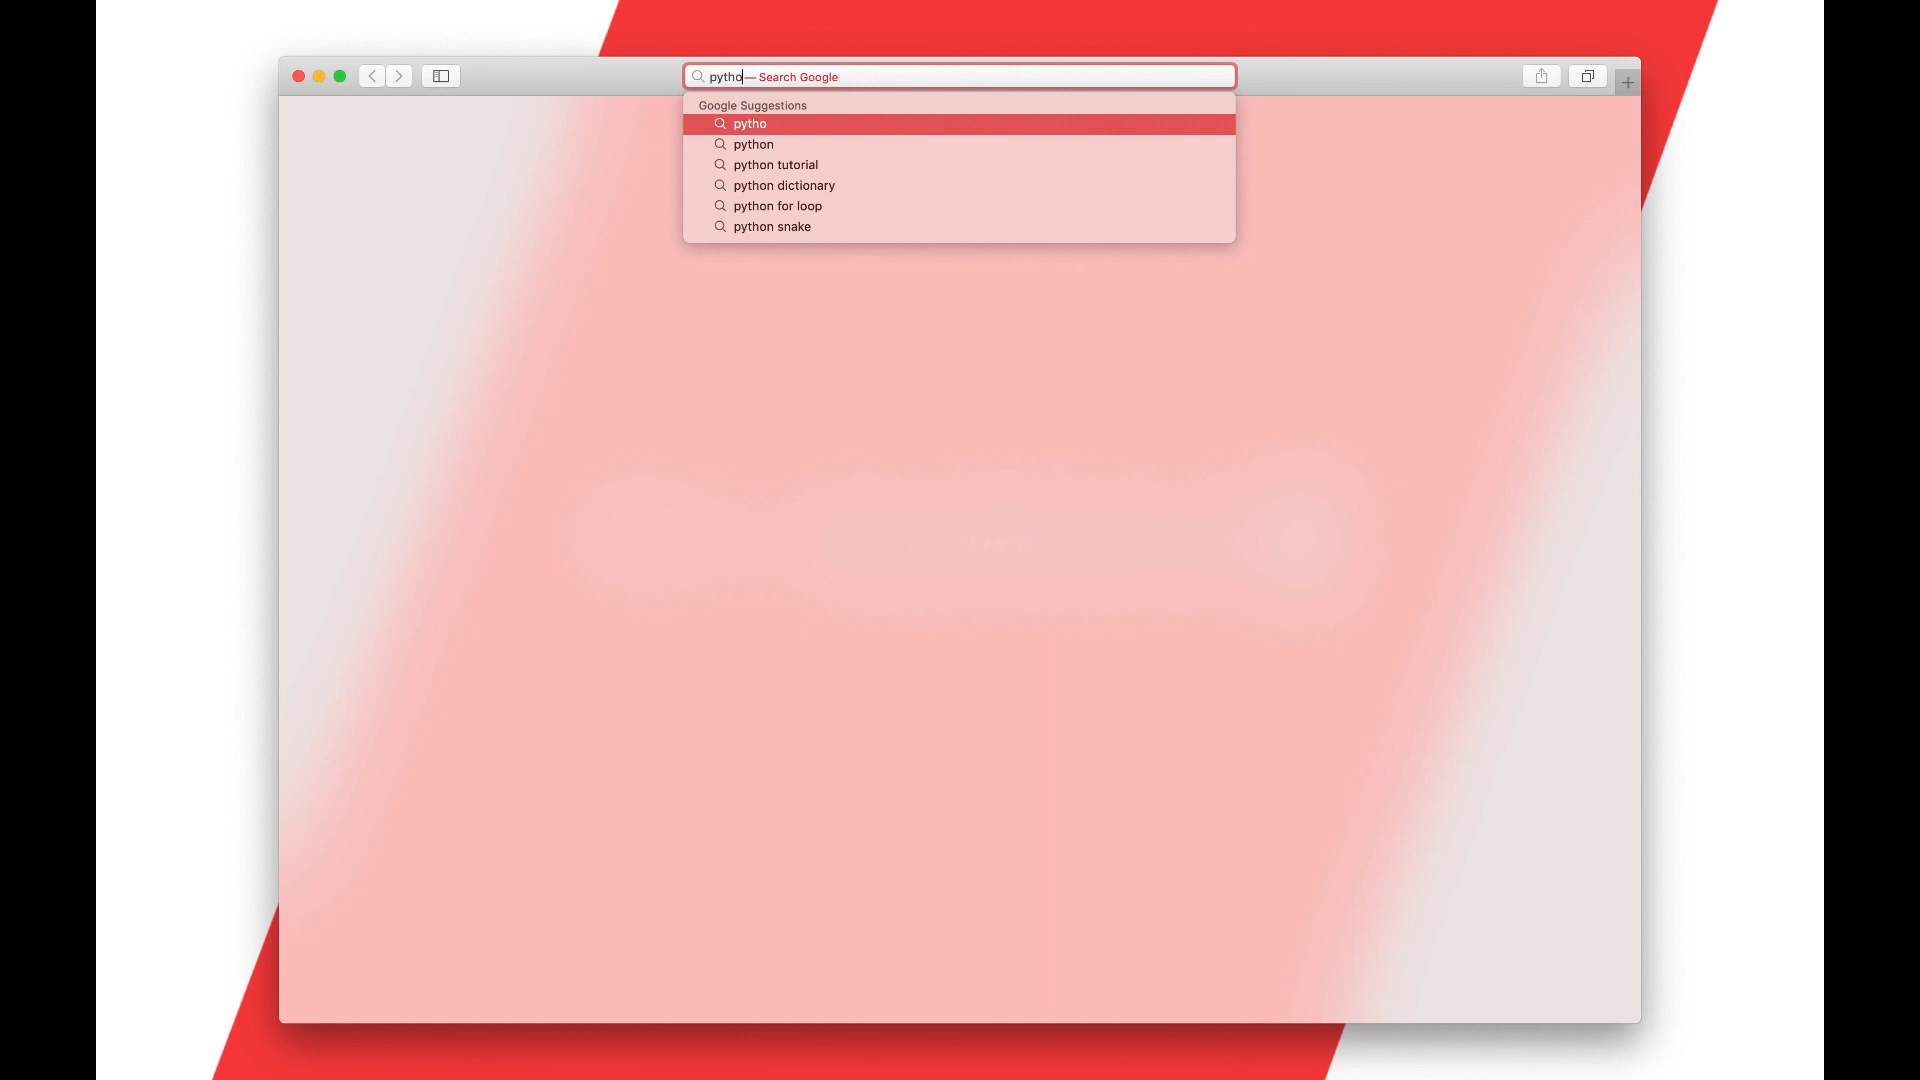 pytho — Search Google
Google Suggestions
pytho
python
python tutorial
python dictionary
python for loop
python snake